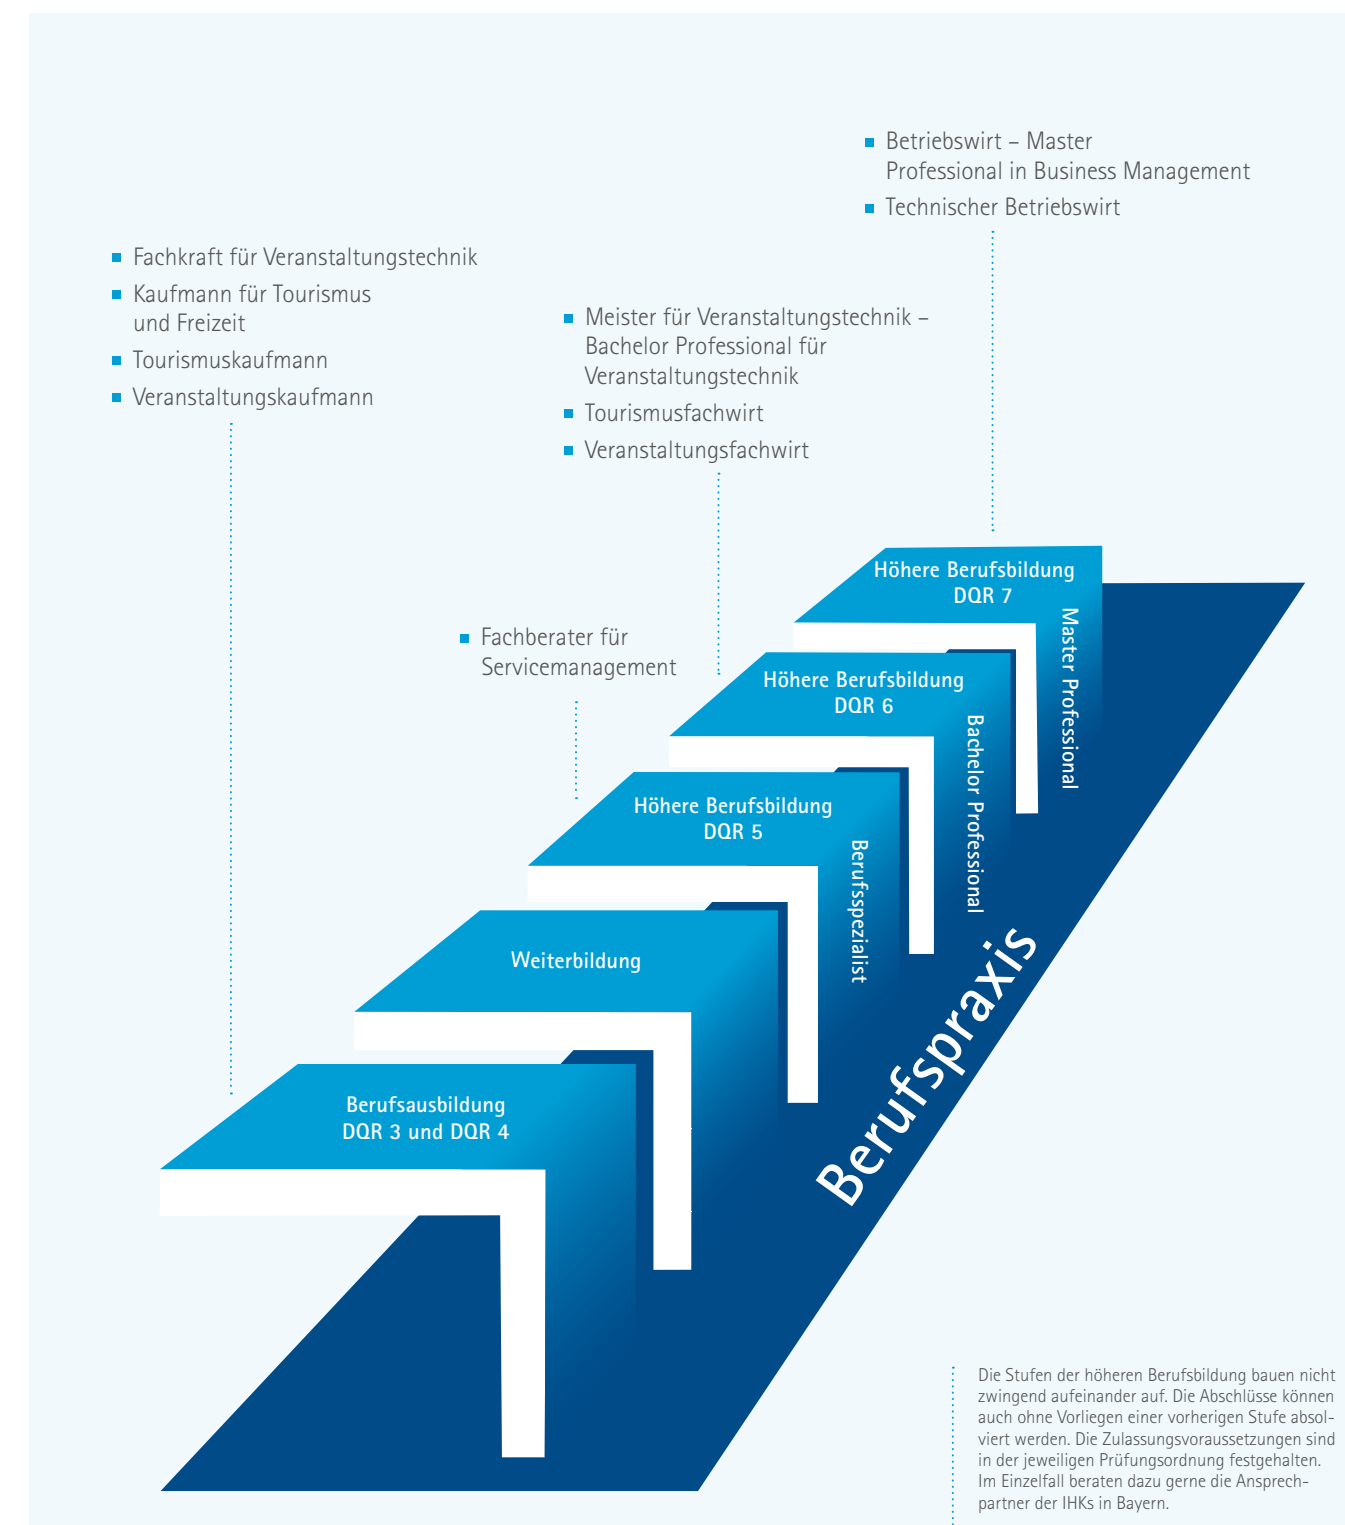 Betriebswirt – Master
Professional in Business Management
Technischer Betriebswirt
Fachkraft für Veranstaltungstechnik
Kaufmann für Tourismus
und Freizeit
Tourismuskaufmann
Veranstaltungskaufmann
Meister für Veranstaltungstechnik –
Bachelor Professional für
Veranstaltungstechnik
Tourismusfachwirt
Veranstaltungsfachwirt
Fachberater für
Servicemanagement
Höhere Berufsbildung
DQR 7
Master Professional
Höhere Berufsbildung
DQR 6
Bachelor Professional
Höhere Berufsbildung
DQR 5
Berufsspezialist
Weiterbildung
Berufsausbildung
DQR 3 und DQR 4
Berufspraxis
Die Stufen der höheren Berufsbildung bauen nicht
zwingend aufeinander auf. Die Abschlüsse können
auch ohne Vorliegen einer vorherigen Stufe absol-
viert werden. Die Zulassungsvoraussetzungen sind
in der jeweiligen Prüfungsordnung festgehalten.
Im Einzelfall beraten dazu gerne die Ansprech-
partner der IHKs in Bayern.